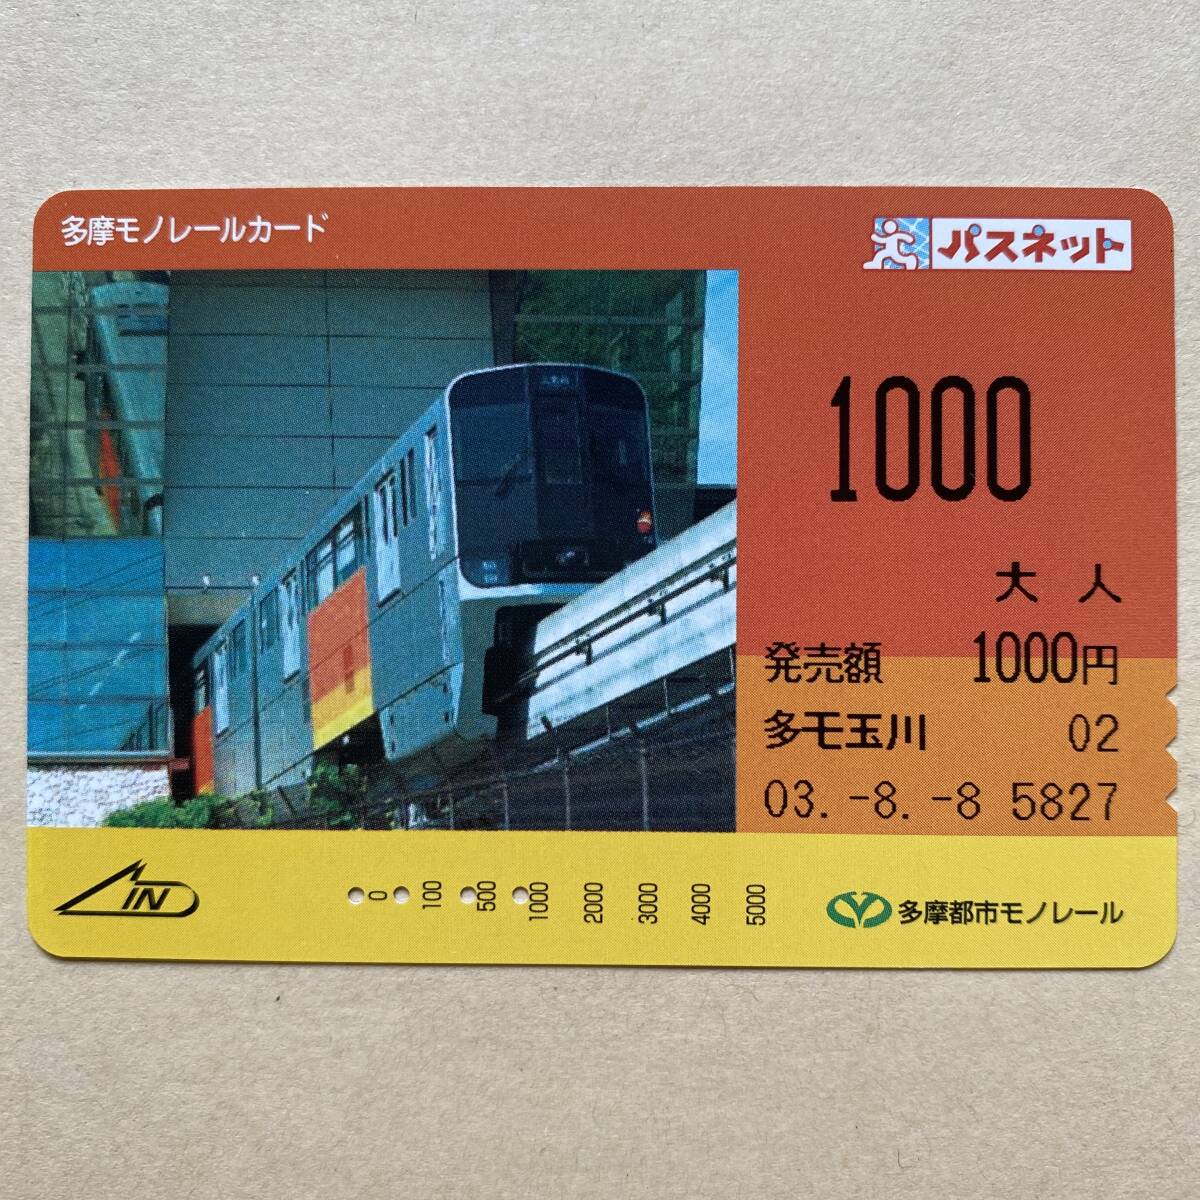 多摩モノレールカード
パスネット
1000
大人
発売額 1000円
多モ玉川 02
03. -8. -8 5827
IN
0 100 500 1000 2000 3000 4000 5000
多摩都市モノレール